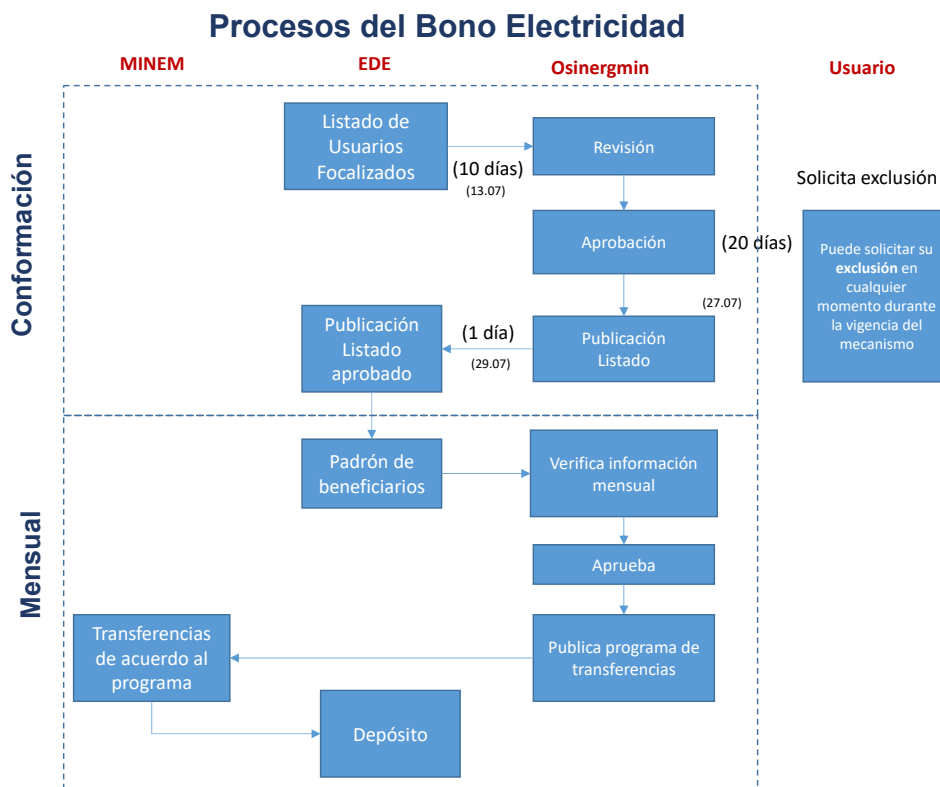 Procesos del Bono Electricidad
MINEM
EDE
Osinergmin
Usuario
Conformación
Listado de
Usuarios
Focalizados
(10 días)
(13.07)
Revisión
Aprobación
(20 días)
(27.07)
Publicación
Listado
(1 día)
(29.07)
Publicación
Listado
aprobado
Solicita exclusión
Puede solicitar su
exclusión en
cualquier
momento durante
la vigencia del
mecanismo
Mensual
Padrón de
beneficiarios
Verifica información
mensual
Aprueba
Publica programa de
transferencias
Transferencias
de acuerdo al
programa
Depósito